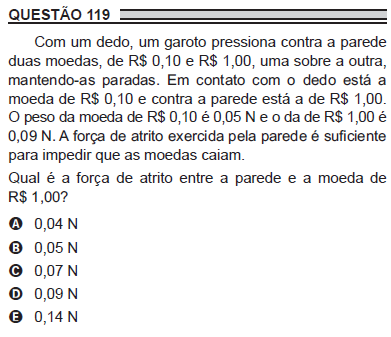 QUESTÃO 119
Com um dedo, um garoto pressiona contra a parede
duas moedas, de R$ 0,10 e R$ 1,00, uma sobre a outra,
mantendo-as paradas. Em contato com o dedo está a
moeda de R$ 0,10 e contra a parede está a de R$ 1,00.
O peso da moeda de R$ 0,10 é 0,05 N e o da de R$ 1,00 é
0,09 N. A força de atrito exercida pela parede é suficiente
para impedir que as moedas caiam.
Qual é a força de atrito entre a parede e a moeda de
R$ 1,00?
A 0,04 N
B 0,05 N
C 0,07 N
D 0,09 N
E 0,14 N